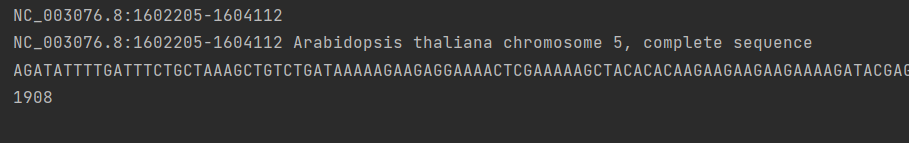 NC_003076.8:1602205-1604112
NC_003076.8:1602205-1604112 Arabidopsis thaliana chromosome 5, complete sequence
AGATATTTTGATTTCTGCTAAAGCTGTCTGATAAAAAGAAGAGGAAAACTCGAAAAAGCTACACACAAGAAGAAGAAGAAAAGATACGAG
1908